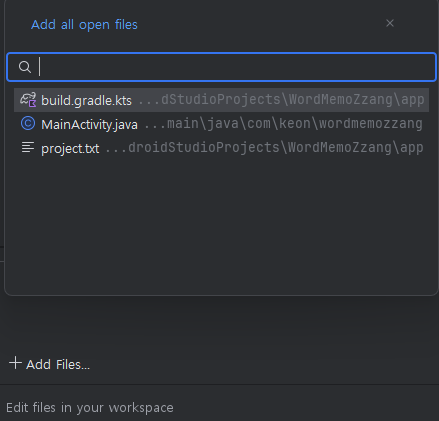 Add all open files
build.gradle.kts ...dStudioProjects\WordMemoZzang\app
MainActivity.java ...main\java\com\keon\wordmemozzang
project.txt ...droidStudioProjects\WordMemoZzang\app
Add Files...
Edit files in your workspace